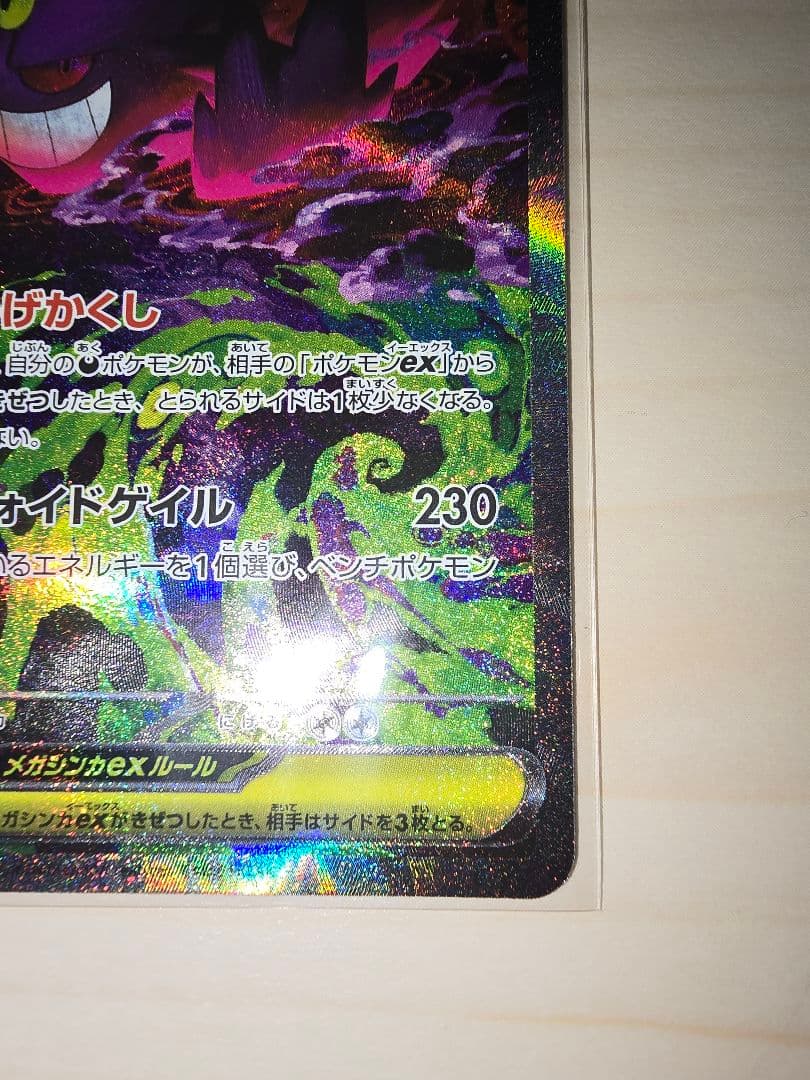 げかくし
自分のポケモンが、相手の「ポケモンex」から
きぜつしたとき、とられるサイドは1枚少なくなる。
ない。
ォイドゲイル 230
いるエネルギーを1個選び、ベンチポケモン
にげる
メガシンカexルール
ガシンカexがきぜつしたとき、相手はサイドを3枚とる。